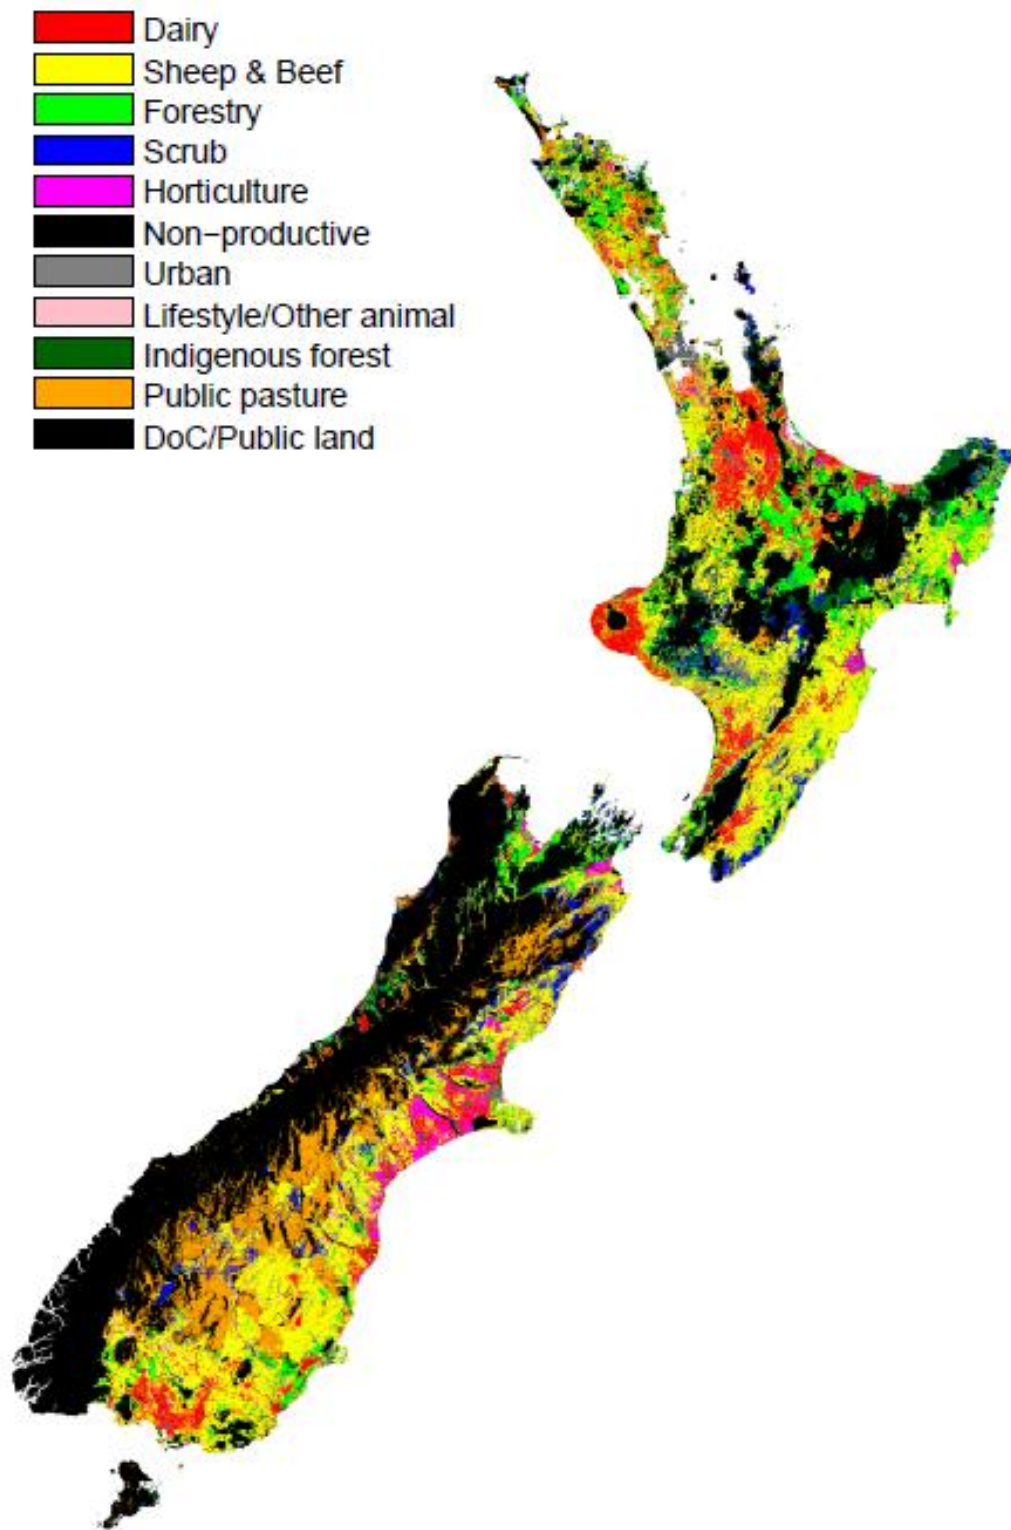 Dairy
Sheep & Beef
Forestry
Scrub
Horticulture
Non−productive
Urban
Lifestyle/Other animal
Indigenous forest
Public pasture
DoC/Public land